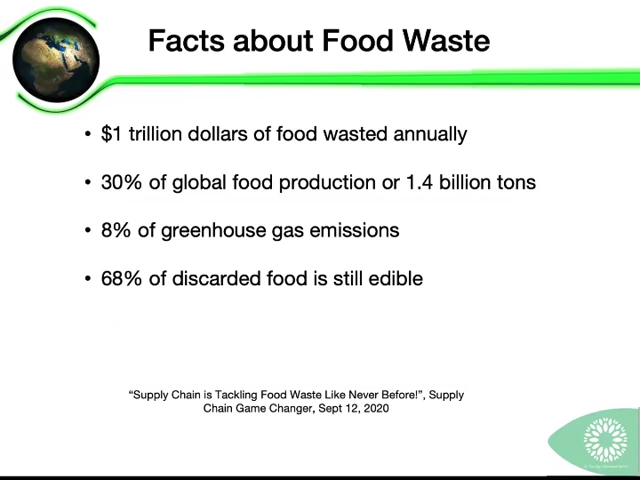 Facts about Food Waste
• $1 trillion dollars of food wasted annually
• 30% of global food production or 1.4 billion tons
• 8% of greenhouse gas emissions
• 68% of discarded food is still edible
“Supply Chain is Tackling Food Waste Like Never Before!”, Supply
Chain Game Changer, Sept 12, 2020